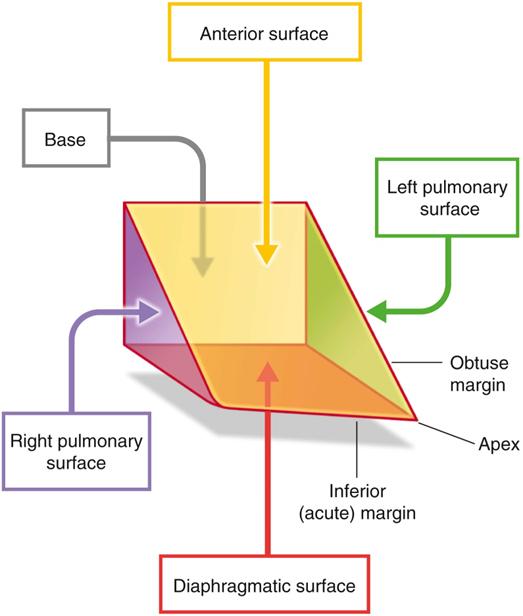 Anterior surface
Base
Left pulmonary
surface
Obtuse
margin
Apex
Right pulmonary
surface
Inferior
(acute) margin
Diaphragmatic surface